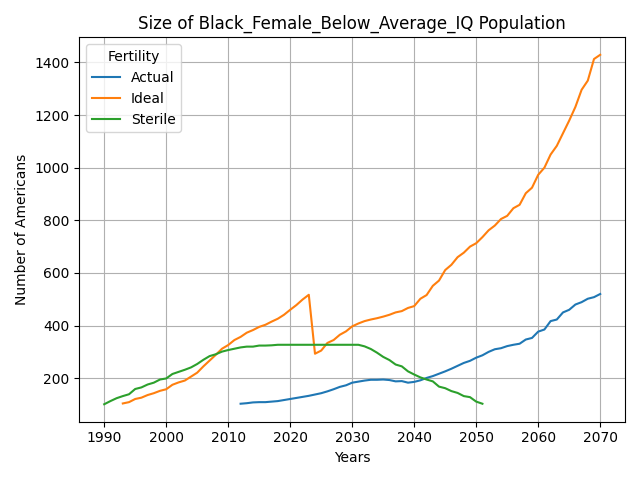 Size of Black_Female_Below_Average_IQ Population
Fertility
Actual
Ideal
Sterile
Number of Americans
1400
1200
1000
800
600
400
200
1990 2000 2010 2020 2030 2040 2050 2060 2070
Years